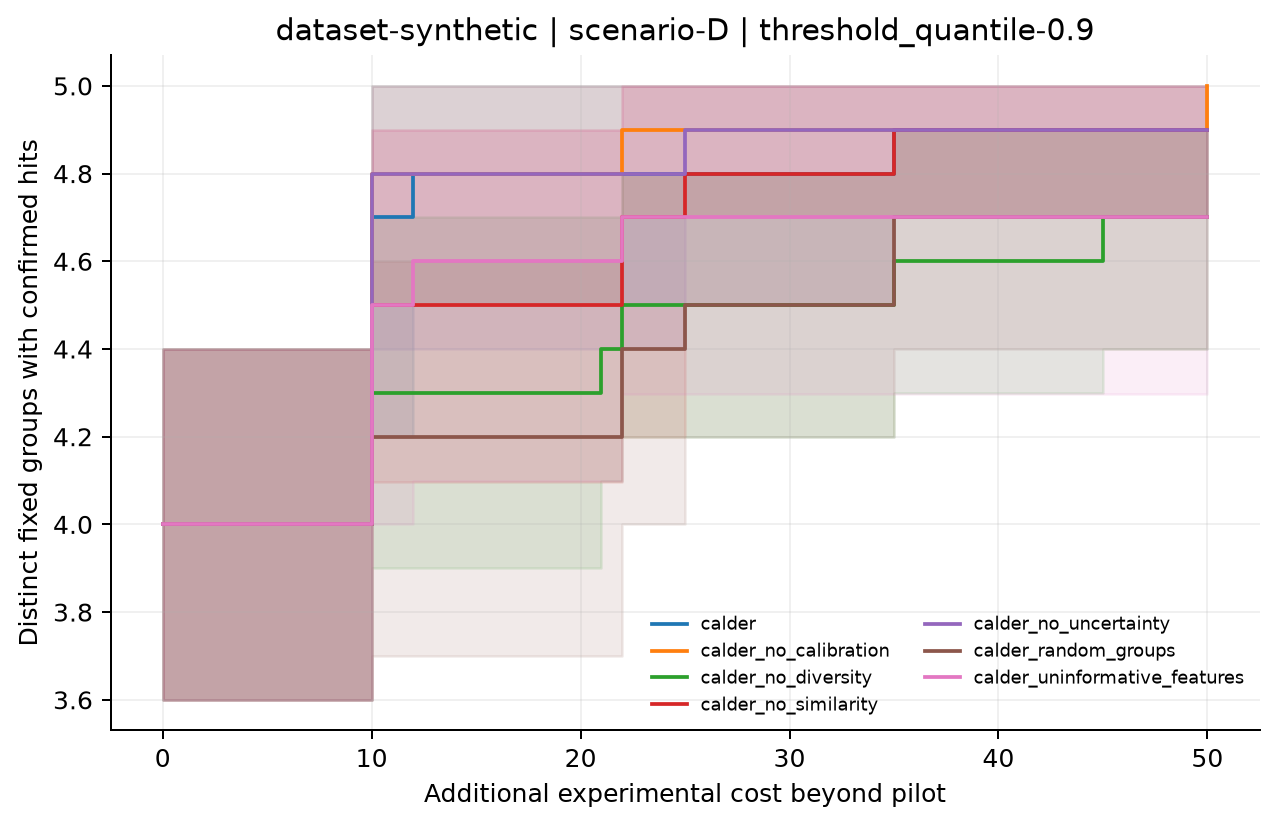 dataset-synthetic | scenario-D | threshold_quantile-0.9
Distinct fixed groups with confirmed hits
5.0
4.8
4.6
4.4
4.2
4.0
3.8
3.6
calder
calder_no_calibration
calder_no_diversity
calder_no_similarity
calder_no_uncertainty
calder_random_groups
calder_uninformative_features
0 10 20 30 40 50
Additional experimental cost beyond pilot